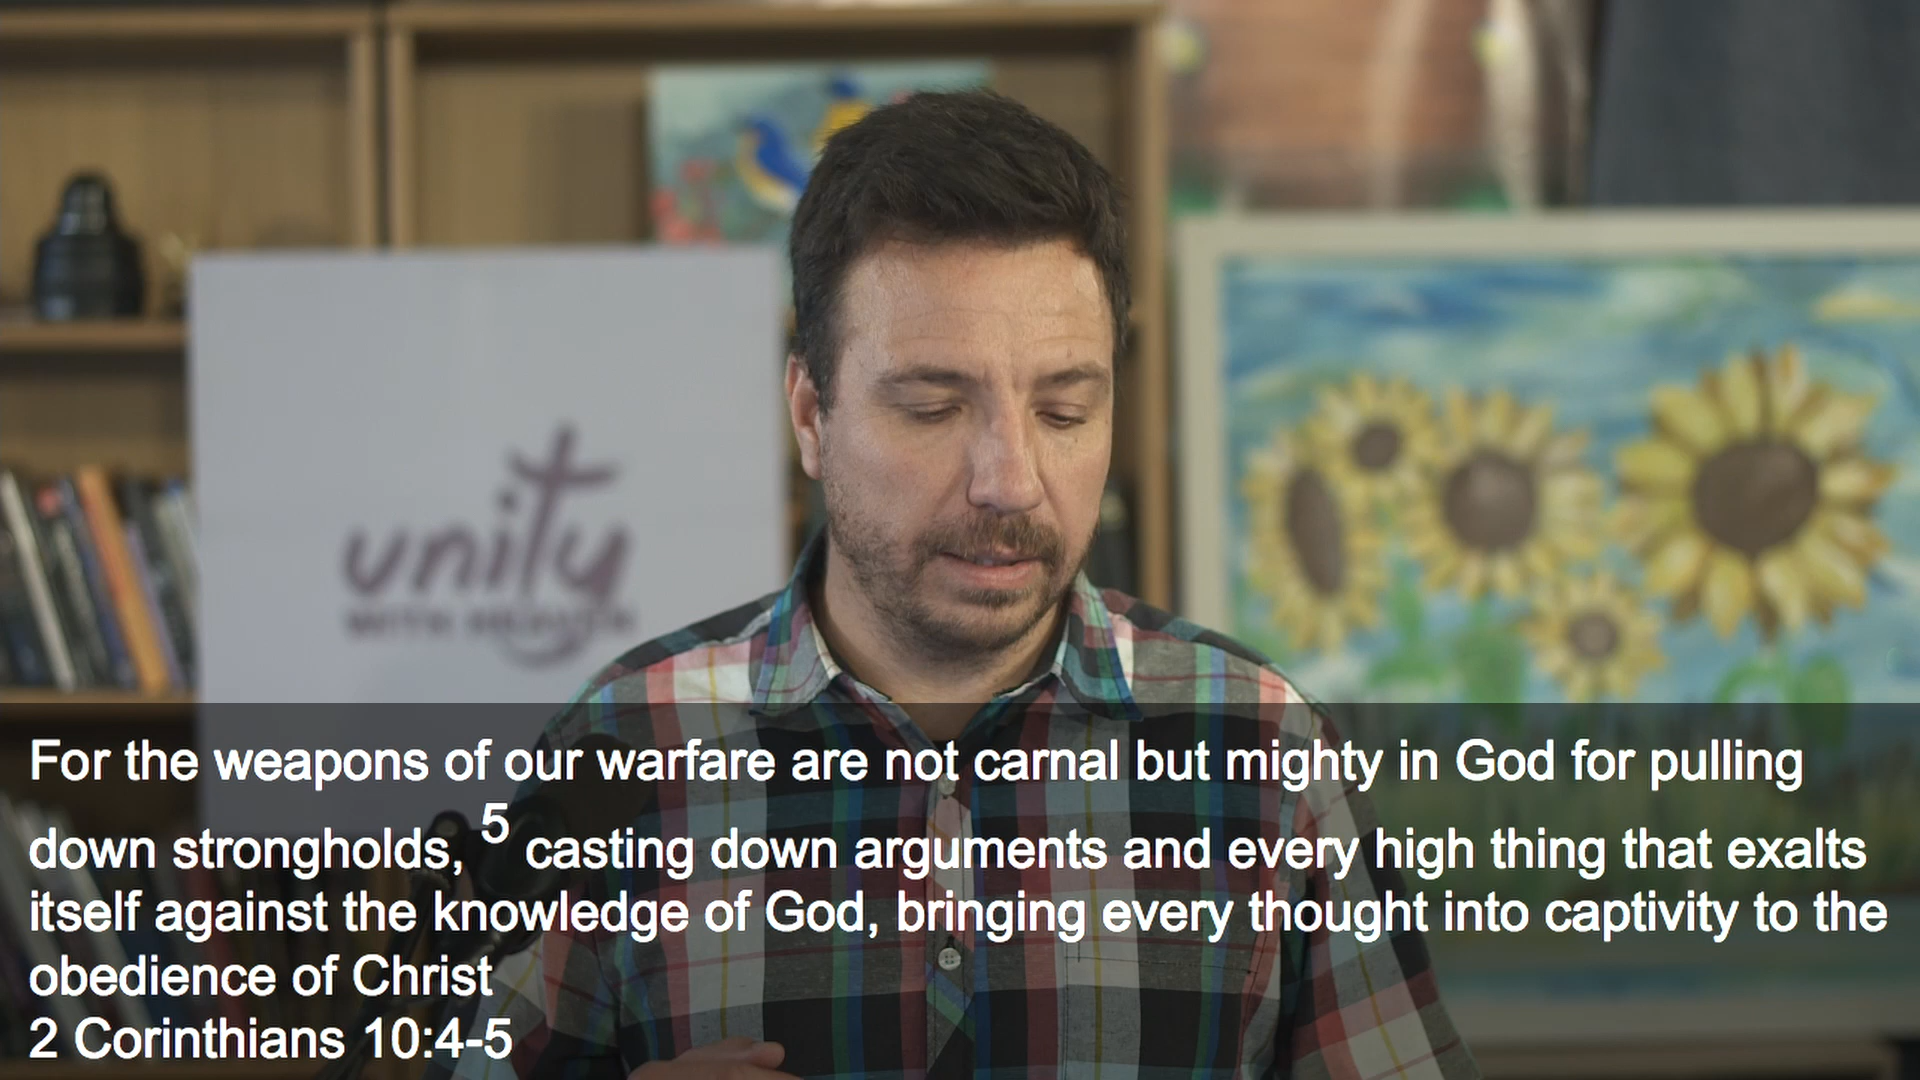 unity
WITH HEAVEN
For the weapons of our warfare are not carnal but mighty in God for pulling
down strongholds, 5 casting down arguments and every high thing that exalts
itself against the knowledge of God, bringing every thought into captivity to the
obedience of Christ
2 Corinthians 10:4-5